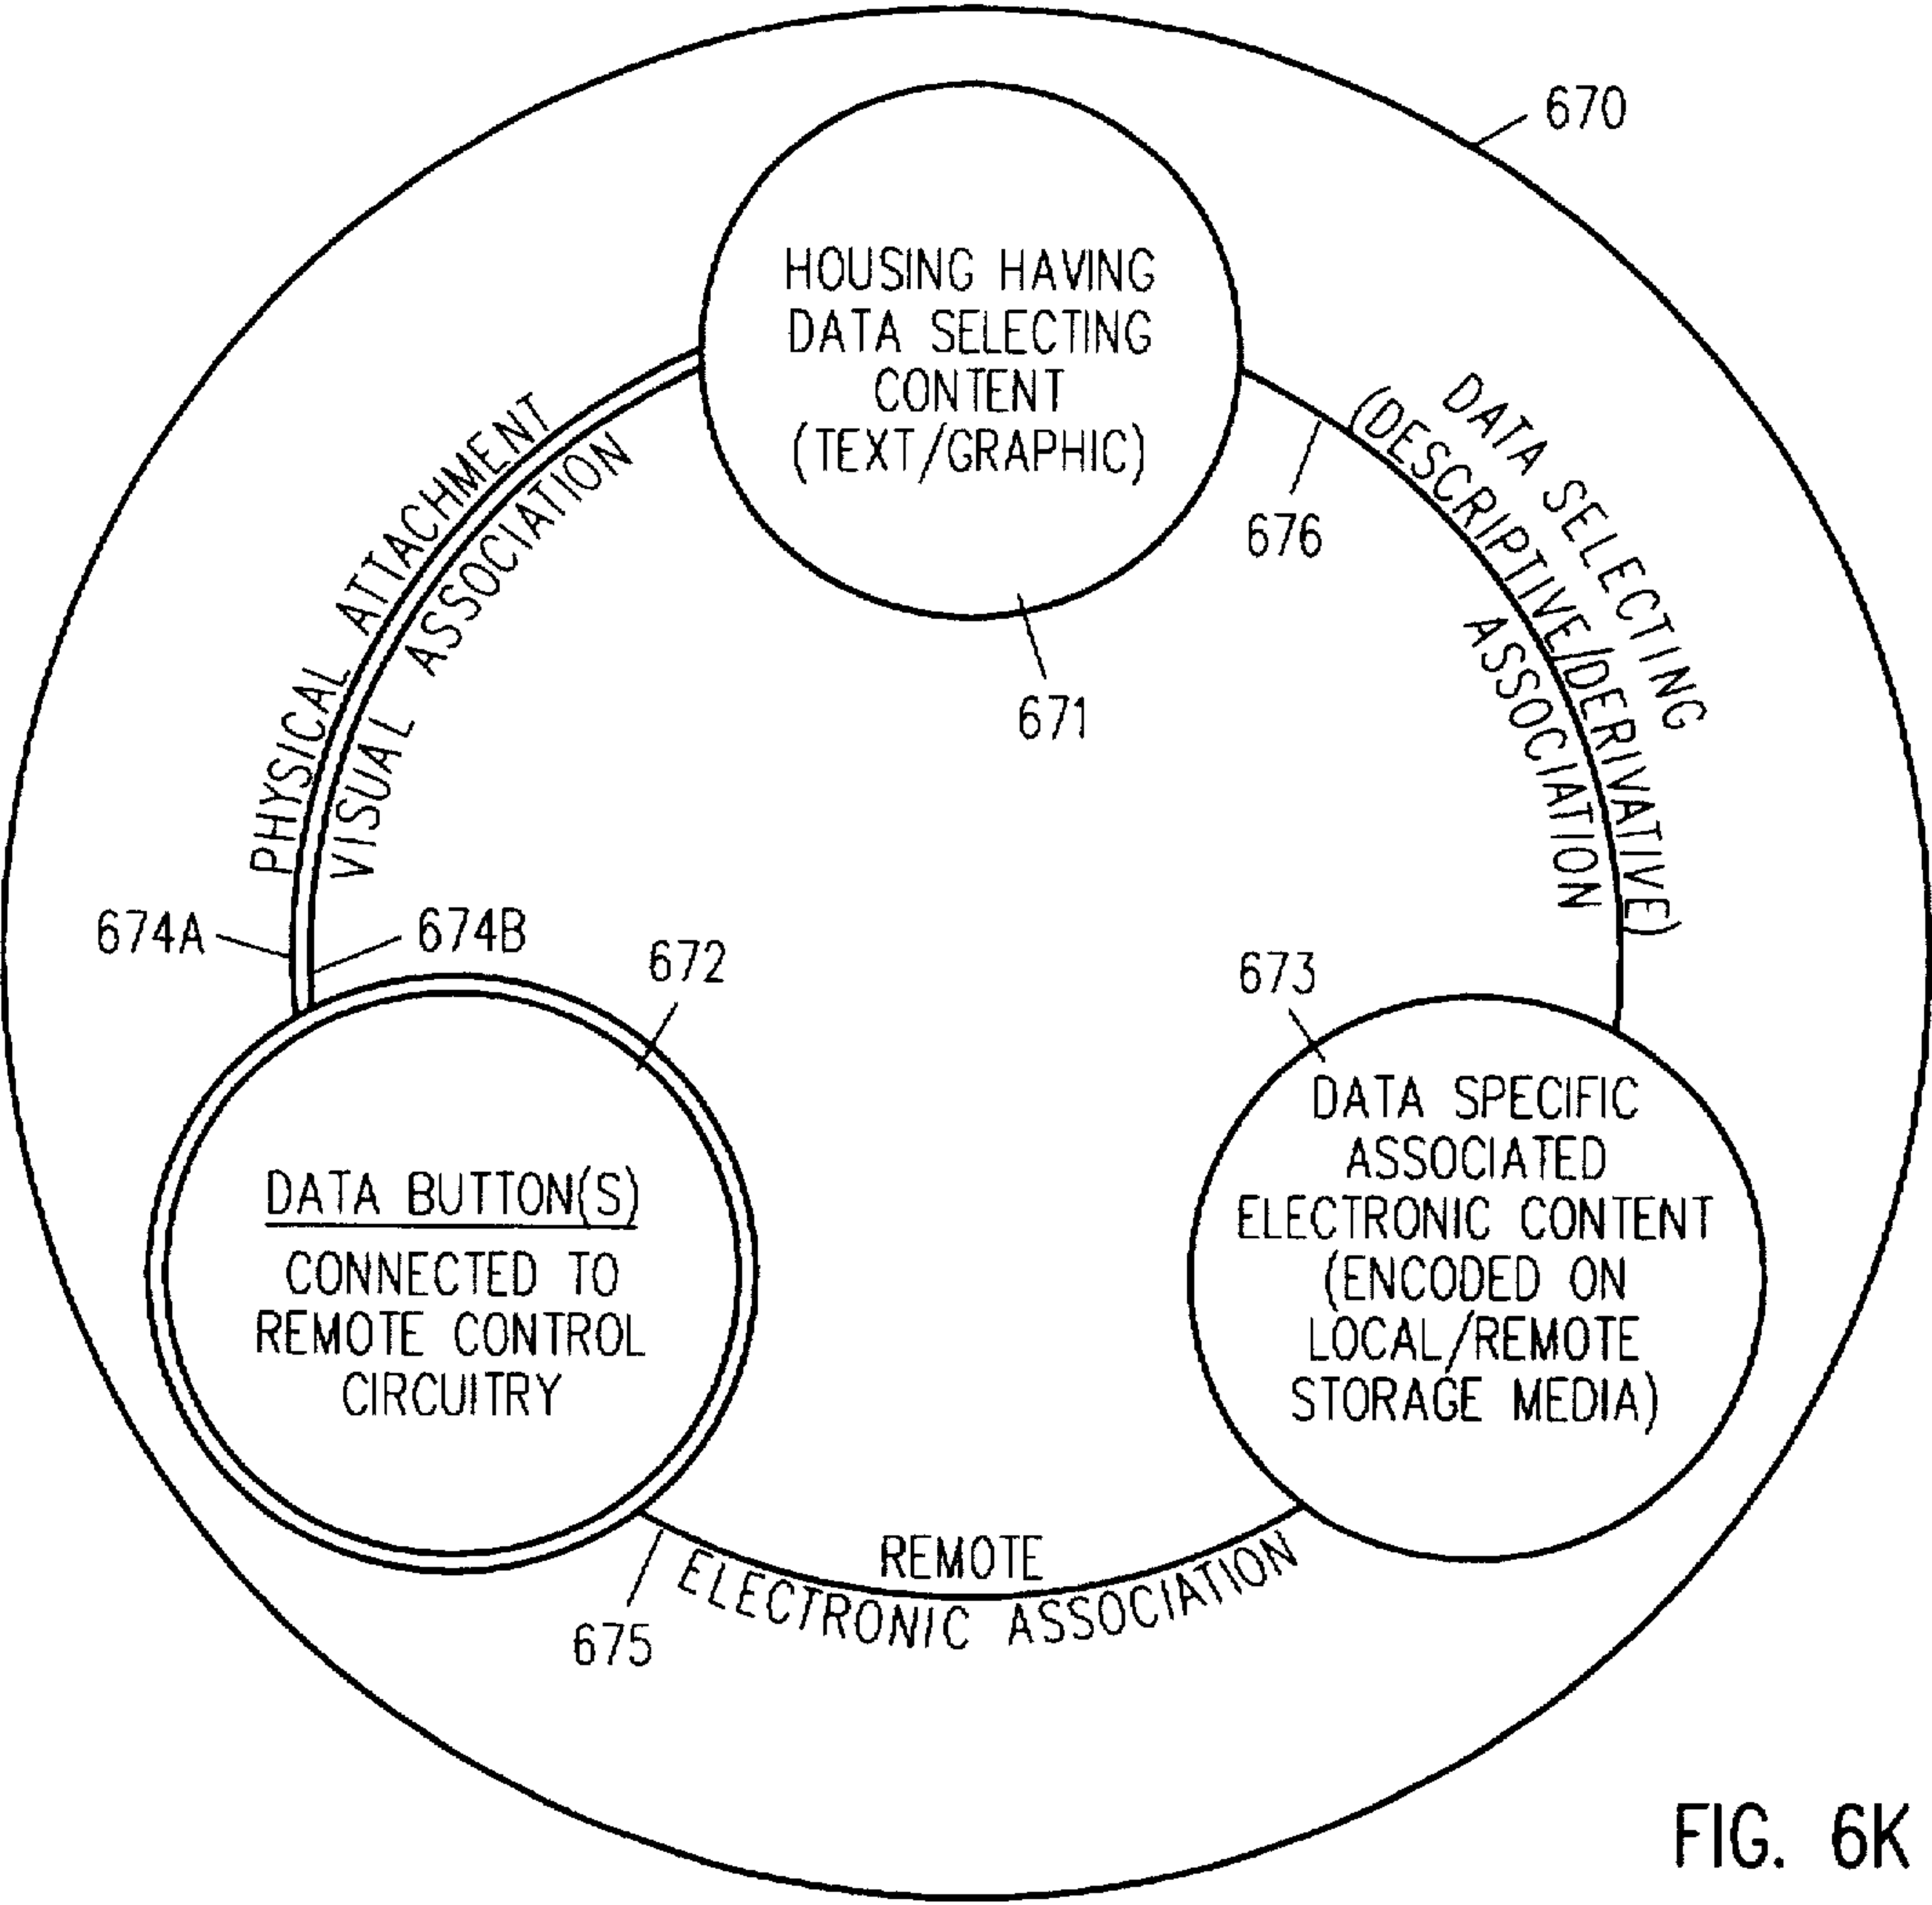 670
HOUSING HAVING
DATA SELECTING
CONTENT
(TEXT/GRAPHIC)
676
671
PHYSICAL ATTACHMENT
VISUAL ASSOCIATION
DATA SELECTING
(DESCRIPTIVE/DERIVATIVE)
ASSOCIATION
674A
674B
672
673
DATA BUTTON(S)
CONNECTED TO
REMOTE CONTROL
CIRCUITRY
DATA SPECIFIC
ASSOCIATED
ELECTRONIC CONTENT
(ENCODED ON
LOCAL/REMOTE
STORAGE MEDIA)
REMOTE
ELECTRONIC ASSOCIATION
675
FIG. 6K